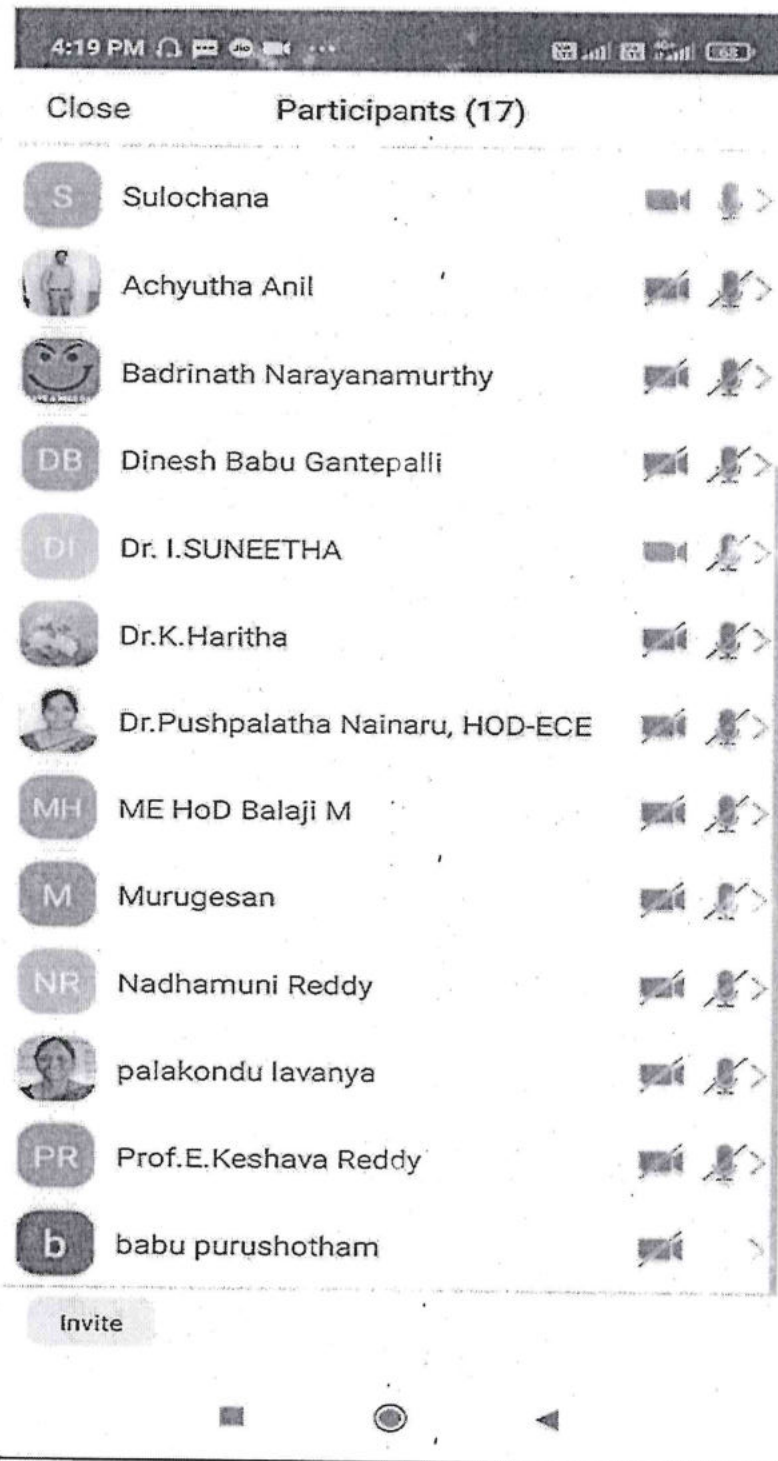 4:19 PM
68
Close Participants (17)
S Sulochana
Achyutha Anil
Badrinath Narayanamurthy
DB Dinesh Babu Gantepalli
DI Dr. I.SUNEETHA
Dr.K.Haritha
Dr.Pushpalatha Nainaru, HOD-ECE
MH ME HoD Balaji M
M Murugesan
NR Nadhamuni Reddy
palakondu lavanya
PR Prof.E.Keshava Reddy
b babu purushotham
Invite